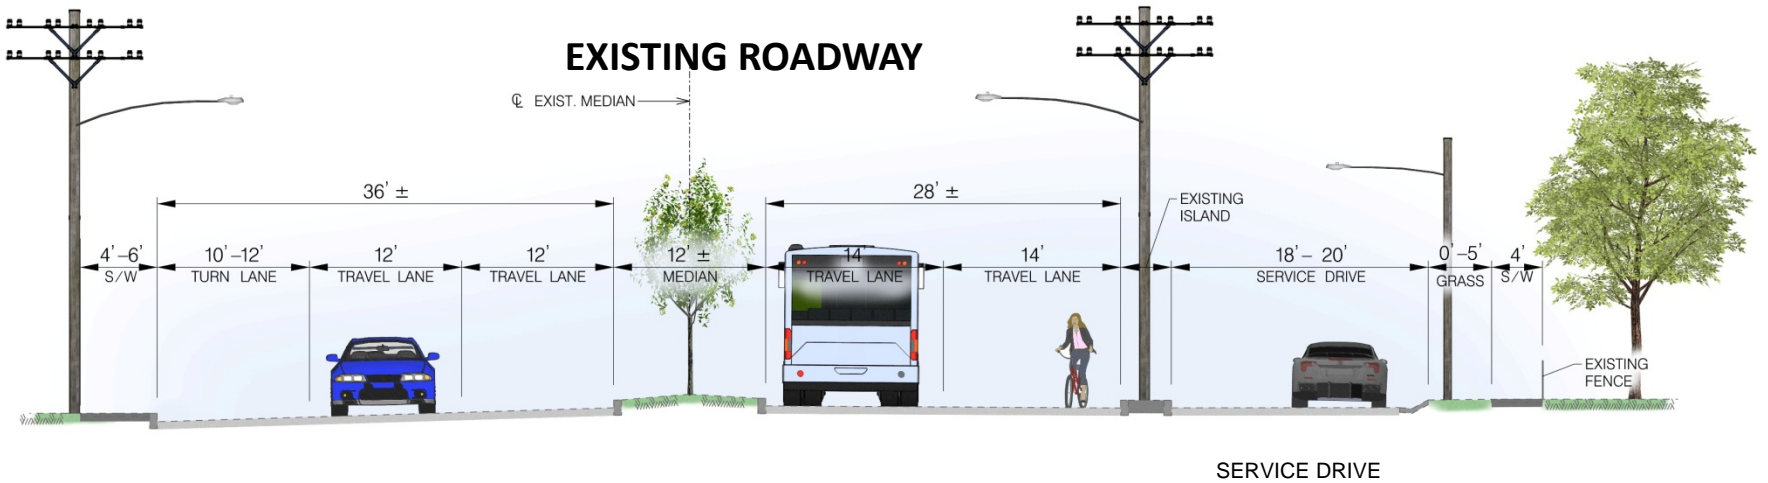 EXISTING ROADWAY
℄ EXIST. MEDIAN
36' ±
28' ±
EXISTING
ISLAND
4'-6'
S/W
10'-12'
TURN LANE
12'
TRAVEL LANE
12'
TRAVEL LANE
12' ±
MEDIAN
14'
TRAVEL LANE
14'
TRAVEL LANE
18' - 20'
SERVICE DRIVE
0'-5'
GRASS
4'
S/W
EXISTING
FENCE
SERVICE DRIVE